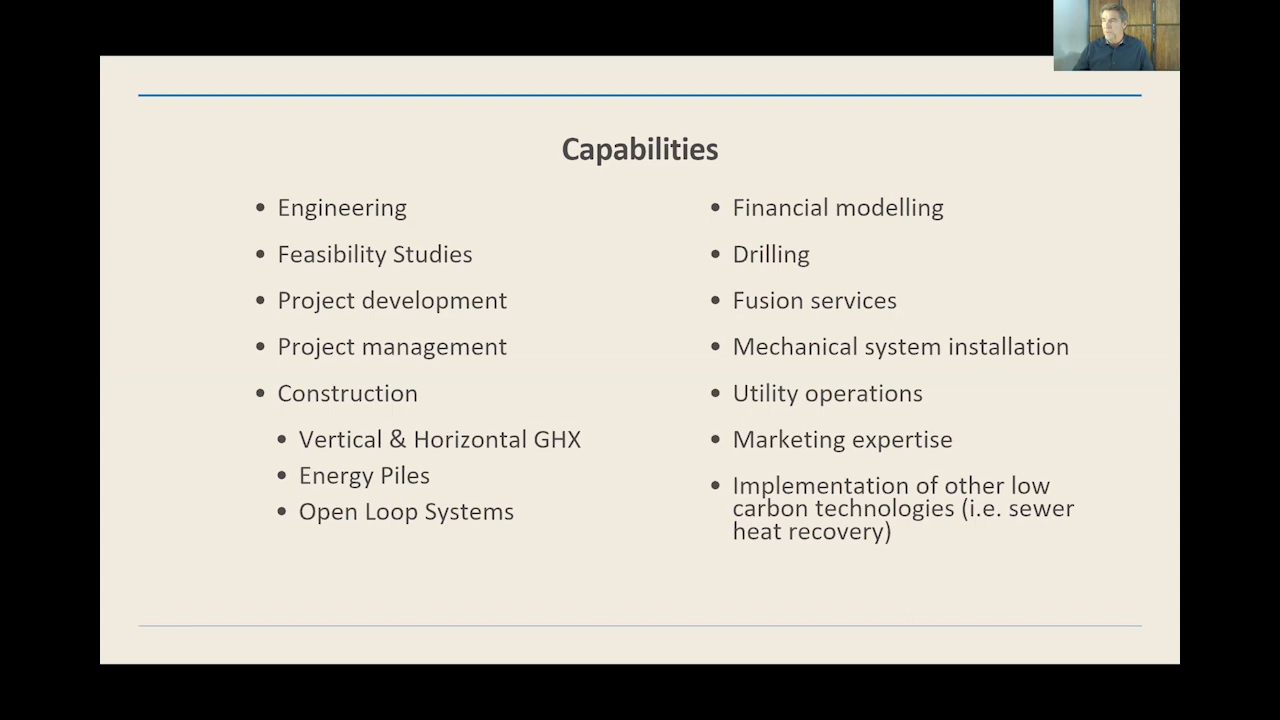 Capabilities
• Engineering
• Feasibility Studies
• Project development
• Project management
• Construction
• Vertical & Horizontal GHX
• Energy Piles
• Open Loop Systems
• Financial modelling
• Drilling
• Fusion services
• Mechanical system installation
• Utility operations
• Marketing expertise
• Implementation of other low
carbon technologies (i.e. sewer
heat recovery)